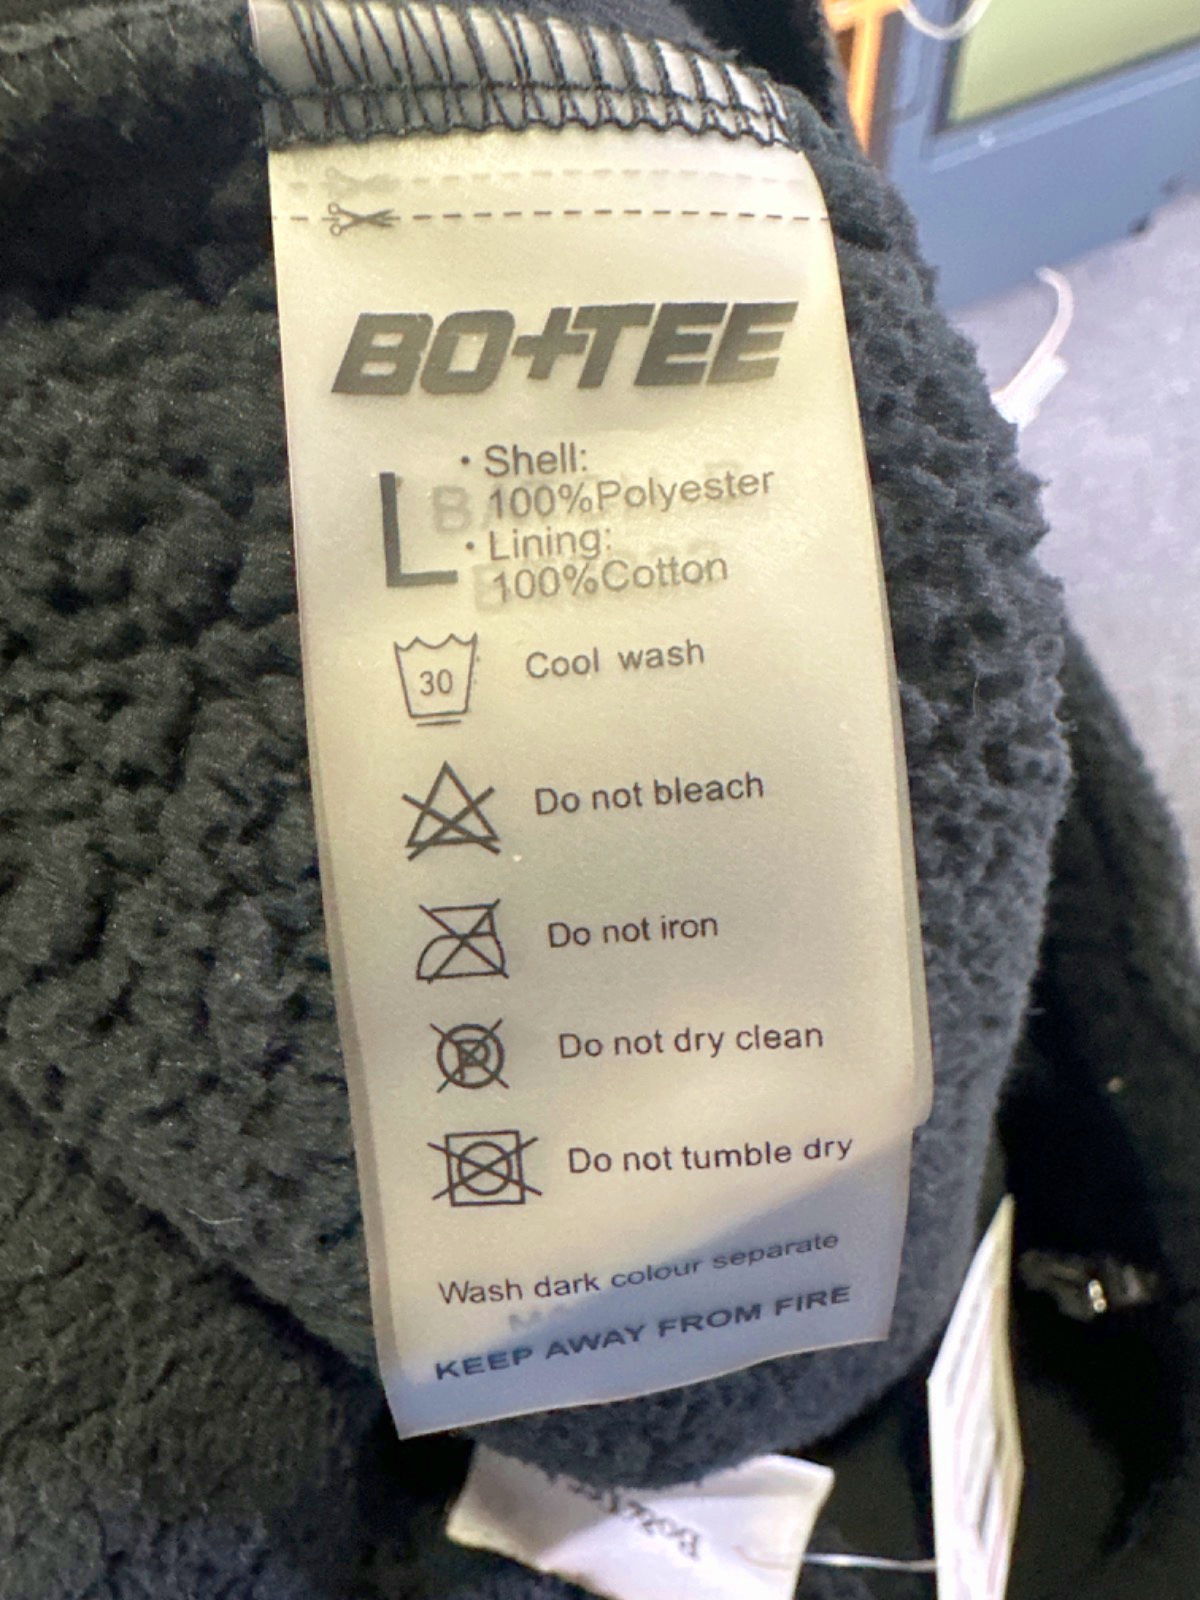 BO+TEE
L
• Shell:
100%Polyester
• Lining:
100%Cotton
30
Cool wash
Do not bleach
Do not iron
P
Do not dry clean
Do not tumble dry
Wash dark colour separate
KEEP AWAY FROM FIRE